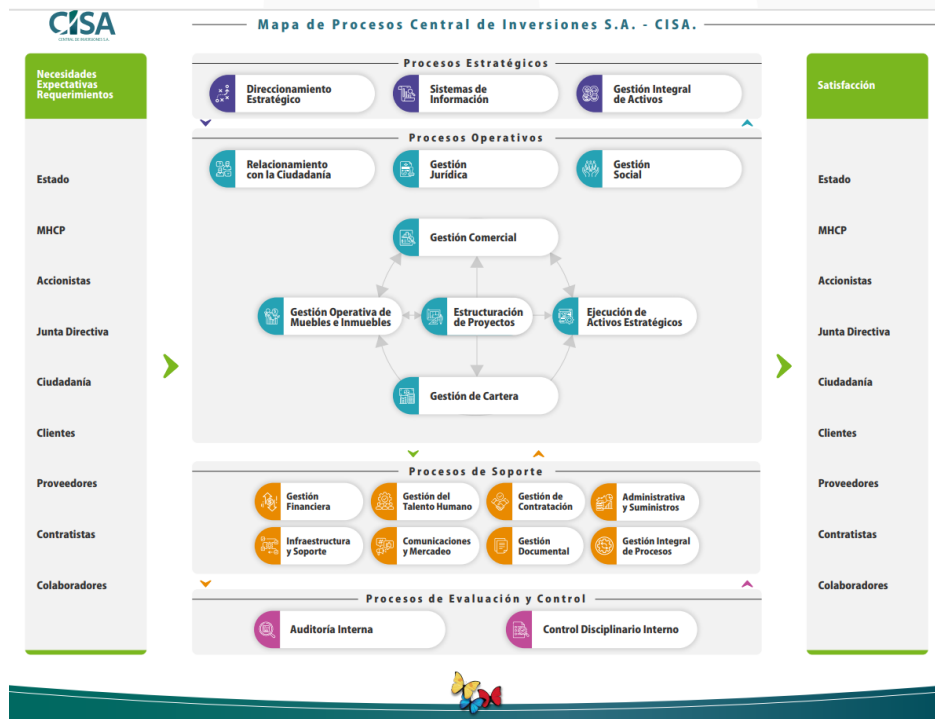 CISA
CENTRAL DE INVERSIONES S.A.
Mapa de Procesos Central de Inversiones S.A. - CISA.
Necesidades
Expectativas
Requerimientos
Estado
MHCP
Accionistas
Junta Directiva
Ciudadanía
Clientes
Proveedores
Contratistas
Colaboradores
Procesos Estratégicos
Direccionamiento
Estratégico
Sistemas de
Información
Gestión Integral
de Activos
Procesos Operativos
Relacionamiento
con la Ciudadanía
Gestión
Jurídica
Gestión
Social
Gestión Comercial
Gestión Operativa de
Muebles e Inmuebles
Estructuración
de Proyectos
Ejecución de
Activos Estratégicos
Gestión de Cartera
Procesos de Soporte
Gestión
Financiera
Gestión del
Talento Humano
Gestión de
Contratación
Administrativa
y Suministros
Infraestructura
y Soporte
Comunicaciones
y Mercadeo
Gestión
Documental
Gestión Integral
de Procesos
Procesos de Evaluación y Control
Auditoría Interna
Control Disciplinario Interno
Satisfacción
Estado
MHCP
Accionistas
Junta Directiva
Ciudadanía
Clientes
Proveedores
Contratistas
Colaboradores